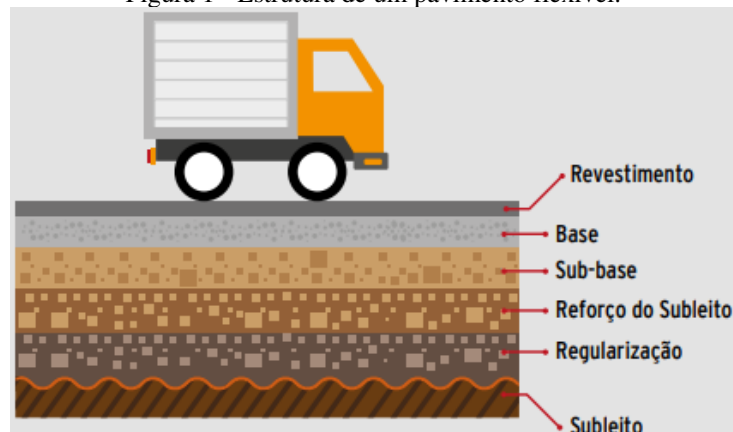 Figura 1 - Estrutura de um pavimento flexível.
Revestimento
Base
Sub-base
Reforço do Subleito
Regularização
Subleito